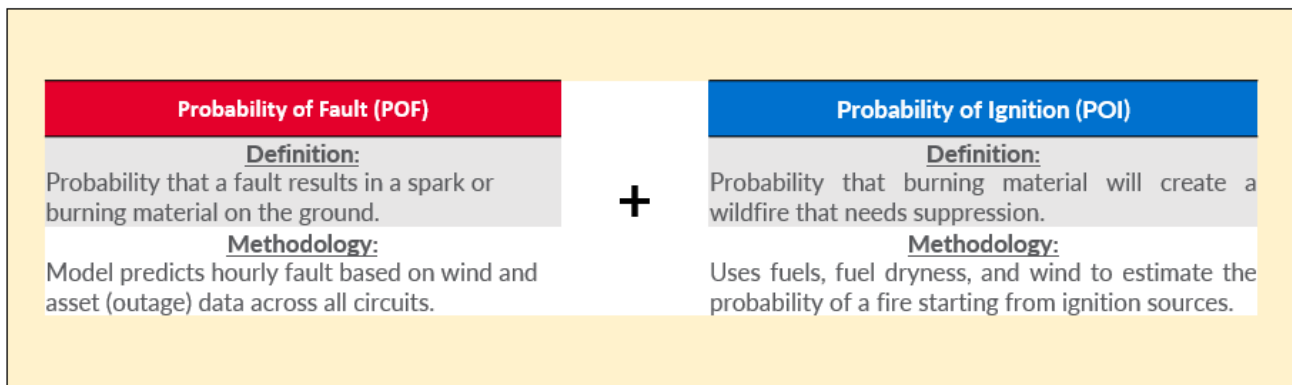 Probability of Fault (POF)
Definition:
Probability that a fault results in a spark or
burning material on the ground.
Methodology:
Model predicts hourly fault based on wind and
asset (outage) data across all circuits.
+
Probability of Ignition (POI)
Definition:
Probability that burning material will create a
wildfire that needs suppression.
Methodology:
Uses fuels, fuel dryness, and wind to estimate the
probability of a fire starting from ignition sources.